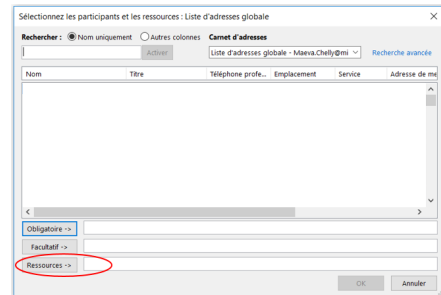 Sélectionnez les participants et les ressources : Liste d'adresses globale
Rechercher : Nom uniquement Autres colonnes Carnet d'adresses
Activer Liste d'adresses globale - Maeva.Chelly@mi Recherche avancée
Nom Titre Téléphone profe... Emplacement Service Adresse de me
Obligatoire ->
Facultatif ->
Ressources ->
OK Annuler